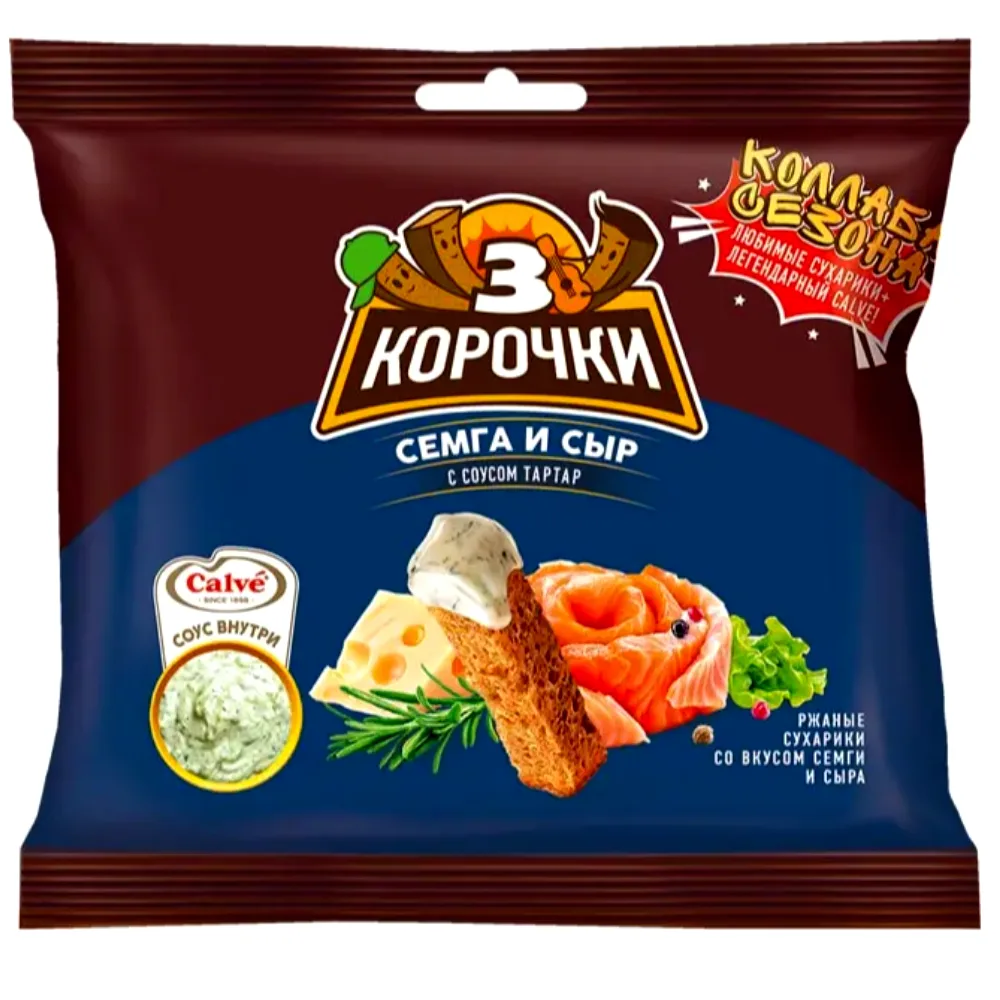 КОЛЛАБА
СЕЗОНА
ЛЮБИМЫЕ СУХАРИКИ+
ЛЕГЕНДАРНЫЙ CALVE!
3
КОРОЧКИ
СЕМГА И СЫР
С СОУСОМ ТАРТАР
Calvé
SINCE 1898
СОУС ВНУТРИ
РЖАНЫЕ
СУХАРИКИ
СО ВКУСОМ СЕМГИ
И СЫРА